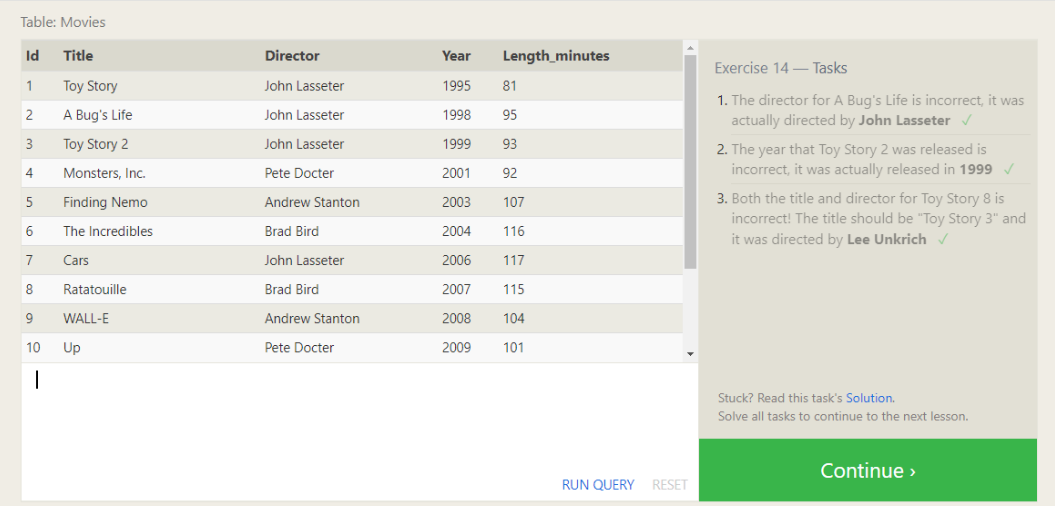 Table: Movies
Id Title Director Year Length_minutes
1 Toy Story John Lasseter 1995 81
2 A Bug's Life John Lasseter 1998 95
3 Toy Story 2 John Lasseter 1999 93
4 Monsters, Inc. Pete Docter 2001 92
5 Finding Nemo Andrew Stanton 2003 107
6 The Incredibles Brad Bird 2004 116
7 Cars John Lasseter 2006 117
8 Ratatouille Brad Bird 2007 115
9 WALL-E Andrew Stanton 2008 104
10 Up Pete Docter 2009 101
RUN QUERY RESET
Exercise 14 — Tasks
1. The director for A Bug's Life is incorrect, it was
actually directed by John Lasseter ✓
2. The year that Toy Story 2 was released is
incorrect, it was actually released in 1999 ✓
3. Both the title and director for Toy Story 8 is
incorrect! The title should be "Toy Story 3" and
it was directed by Lee Unkrich ✓
Stuck? Read this task's Solution.
Solve all tasks to continue to the next lesson.
Continue ›